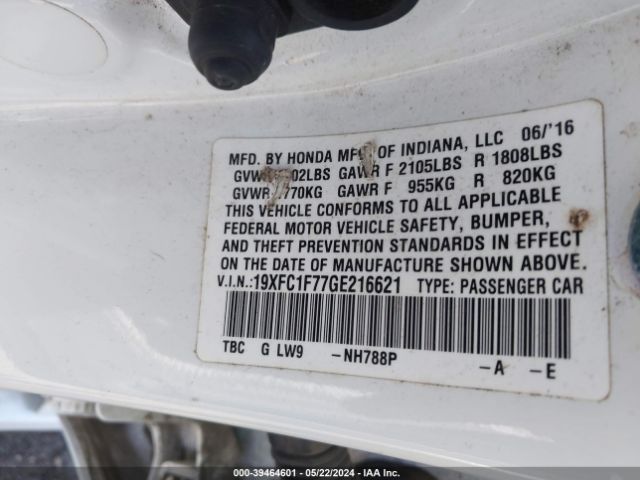 MFD. BY HONDA MFG OF INDIANA, LLC 06/'16
GAWR F 2105LBS R 1808LBS
GVWR 1770KG GAWR F 955KG R 820KG
THIS VEHICLE CONFORMS TO ALL APPLICABLE
FEDERAL MOTOR VEHICLE SAFETY, BUMPER,
AND THEFT PREVENTION STANDARDS IN EFFECT
ON THE DATE OF MANUFACTURE SHOWN ABOVE.
V.I.N.:19XFC1F77GE216621 TYPE: PASSENGER CAR
TBC G LW9 -NH788P -A -E
000-39464601 - 05/22/2024 - IAA Inc.